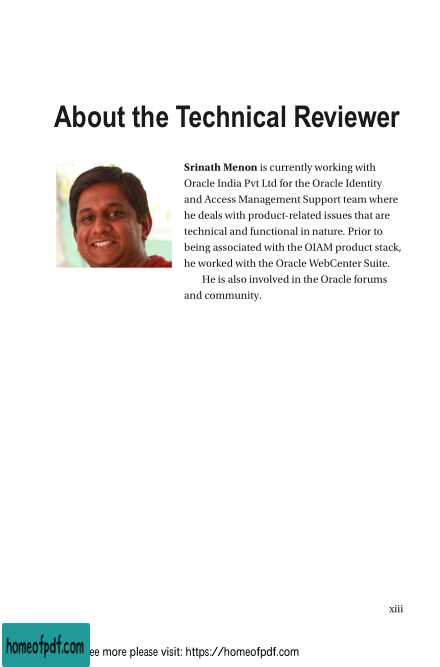 About the Technical Reviewer
Srinath Menon is currently working with
Oracle India Pvt Ltd for the Oracle Identity
and Access Management Support team where
he deals with product-related issues that are
technical and functional in nature. Prior to
being associated with the OIAM product stack,
he worked with the Oracle WebCenter Suite.
He is also involved in the Oracle forums
and community.
xiii
homeofpdf.com
ee more please visit: https://homeofpdf.com